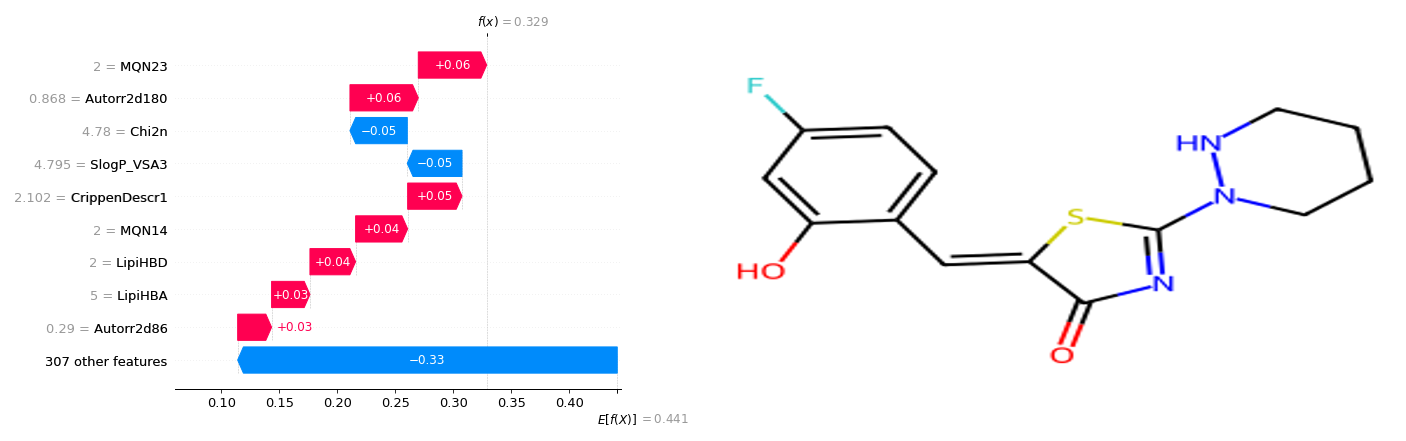 f(x) = 0.329
2 = MQN23
+0.06
0.868 = Autorr2d180
+0.06
4.78 = Chi2n
−0.05
4.795 = SlogP_VSA3
−0.05
2.102 = CrippenDescr1
+0.05
2 = MQN14
+0.04
2 = LipiHBD
+0.04
5 = LipiHBA
+0.03
0.29 = Autorr2d86
+0.03
307 other features
−0.33
0.10 0.15 0.20 0.25 0.30 0.35 0.40
E[f(X)] = 0.441
F
HO
S
O
N
HN
N